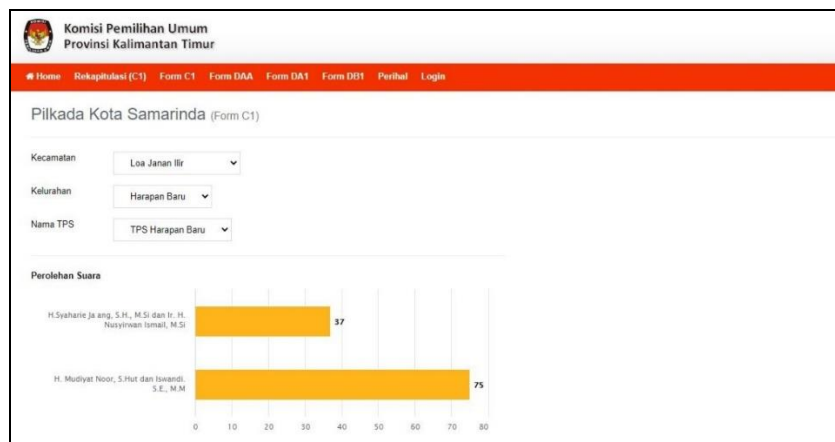 Komisi Pemilihan Umum
Provinsi Kalimantan Timur
Home Rekapitulasi (C1) Form C1 Form DAA Form DA1 Form DB1 Perihal Login
Pilkada Kota Samarinda (Form C1)
Kecamatan Loa Janan Ilir
Kelurahan Harapan Baru
Nama TPS TPS Harapan Baru
Perolehan Suara
H.Syaharie Ja ang, S.H., M.Si dan Ir. H.
Nusyirwan Ismail, M.Si
37
H. Mudiyat Noor, S.Hut dan Iswandi,
S.E., M.M
75
0 10 20 30 40 50 60 70 80